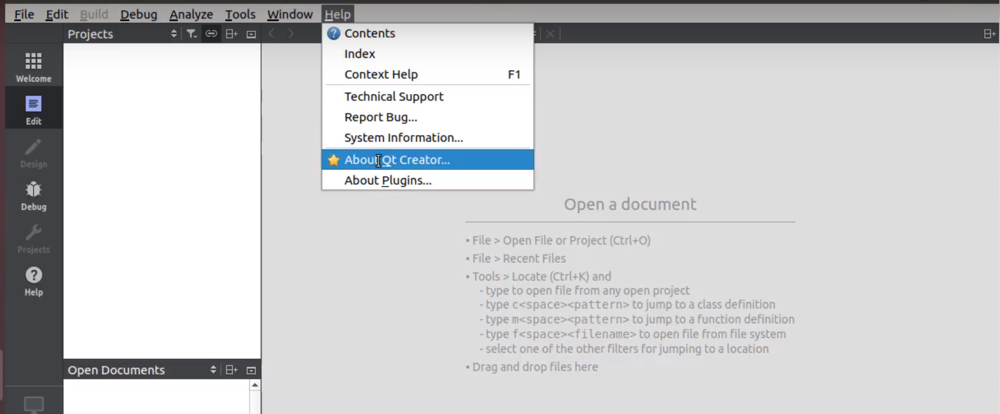 File Edit Build Debug Analyze Tools Window Help
Projects
Contents
Index
Context Help F1
Technical Support
Report Bug...
System Information...
About Qt Creator...
About Plugins...
Welcome
Edit
Design
Debug
Projects
Help
Open a document
• File > Open File or Project (Ctrl+O)
• File > Recent Files
• Tools > Locate (Ctrl+K) and
- type to open file from any open project
- type c<space><pattern> to jump to a class definition
- type m<space><pattern> to jump to a function definition
- type f<space><filename> to open file from file system
- select one of the other filters for jumping to a location
• Drag and drop files here
Open Documents